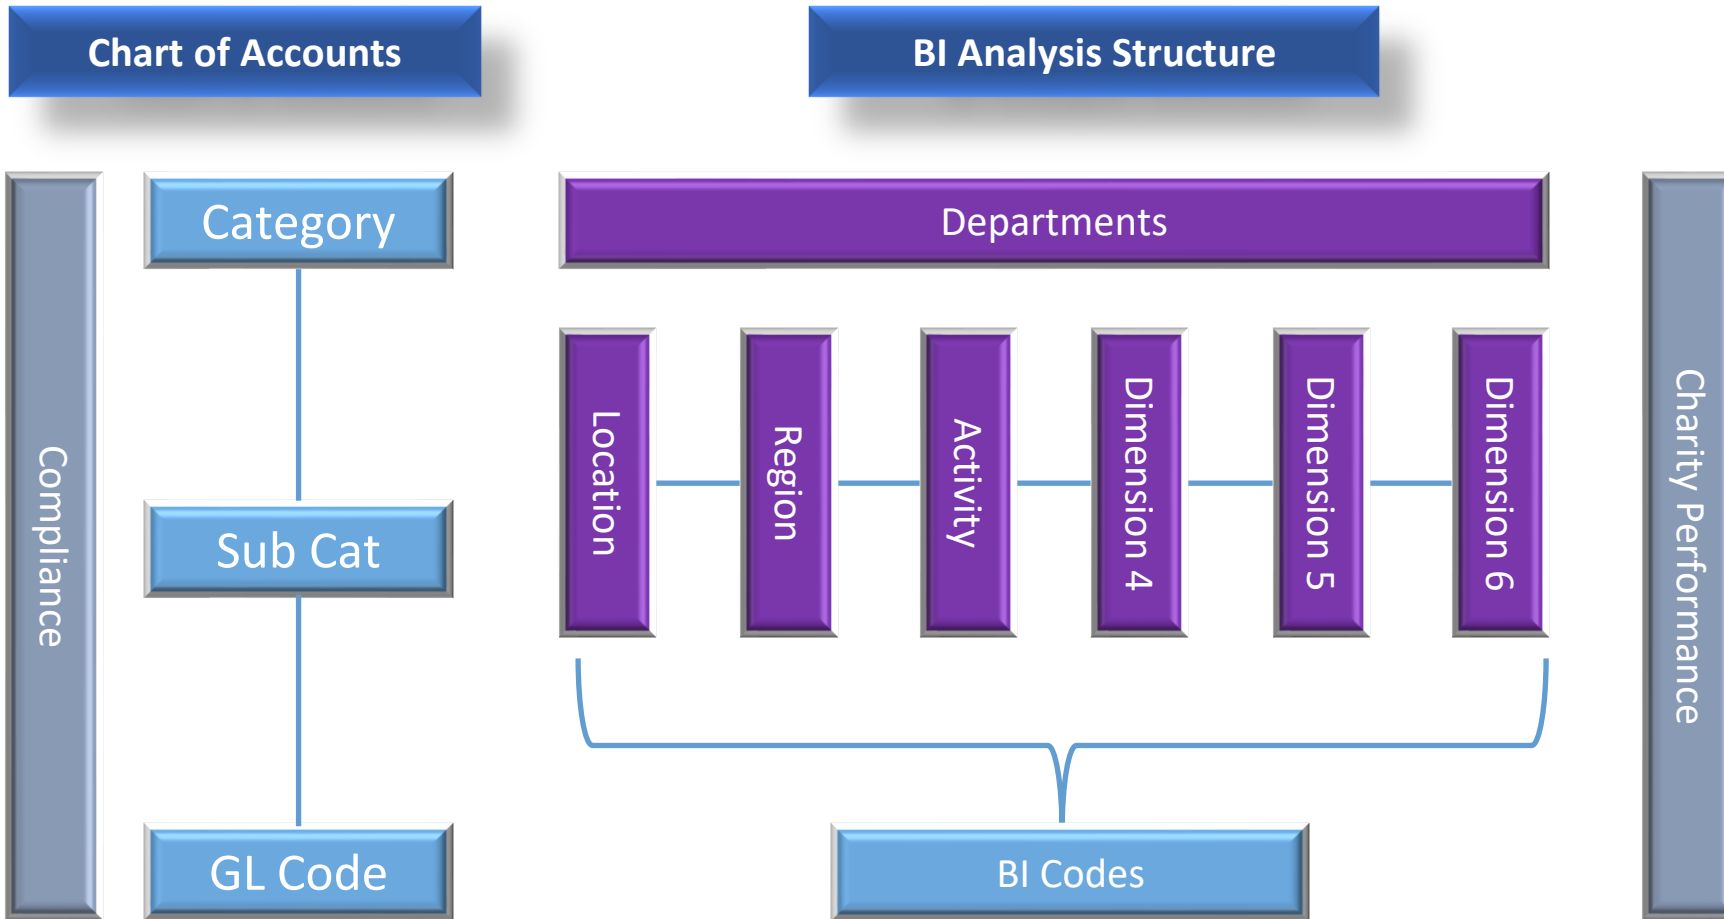 Chart of Accounts
BI Analysis Structure
Compliance
Category
Sub Cat
GL Code
Departments
Location
Region
Activity
Dimension 4
Dimension 5
Dimension 6
BI Codes
Charity Performance